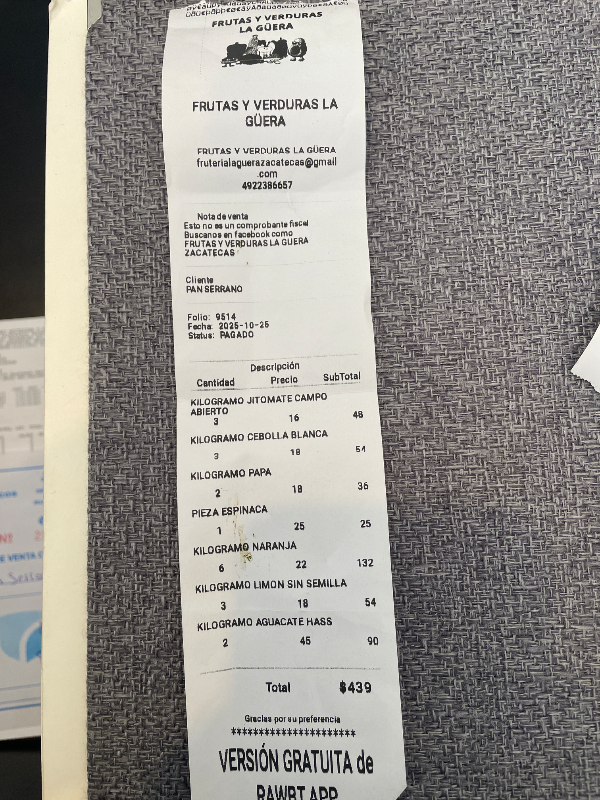 FRUTAS Y VERDURAS
LA GÜERA
FRUTAS Y VERDURAS LA
GÜERA
FRUTAS Y VERDURAS LA GÜERA
fruterialaguerazacatecas@gmail
.com
4922386657
Nota de venta
Esto no es un comprobante fiscal
Buscanos en facebook como
FRUTAS Y VERDURAS LA GUERA
ZACATECAS
Cliente
PAN SERRANO
Folio: 9514
Fecha: 2025-10-25
Status: PAGADO
Descripción
Cantidad Precio SubTotal
KILOGRAMO JITOMATE CAMPO
ABIERTO
3 16 48
KILOGRAMO CEBOLLA BLANCA
3 18 54
KILOGRAMO PAPA
2 18 36
PIEZA ESPINACA
1 25 25
KILOGRAMO NARANJA
6 22 132
KILOGRAMO LIMON SIN SEMILLA
3 18 54
KILOGRAMO AGUACATE HASS
2 45 90
Total $439
Gracias por su preferencia
**********************
VERSIÓN GRATUITA de
RAWBT APP